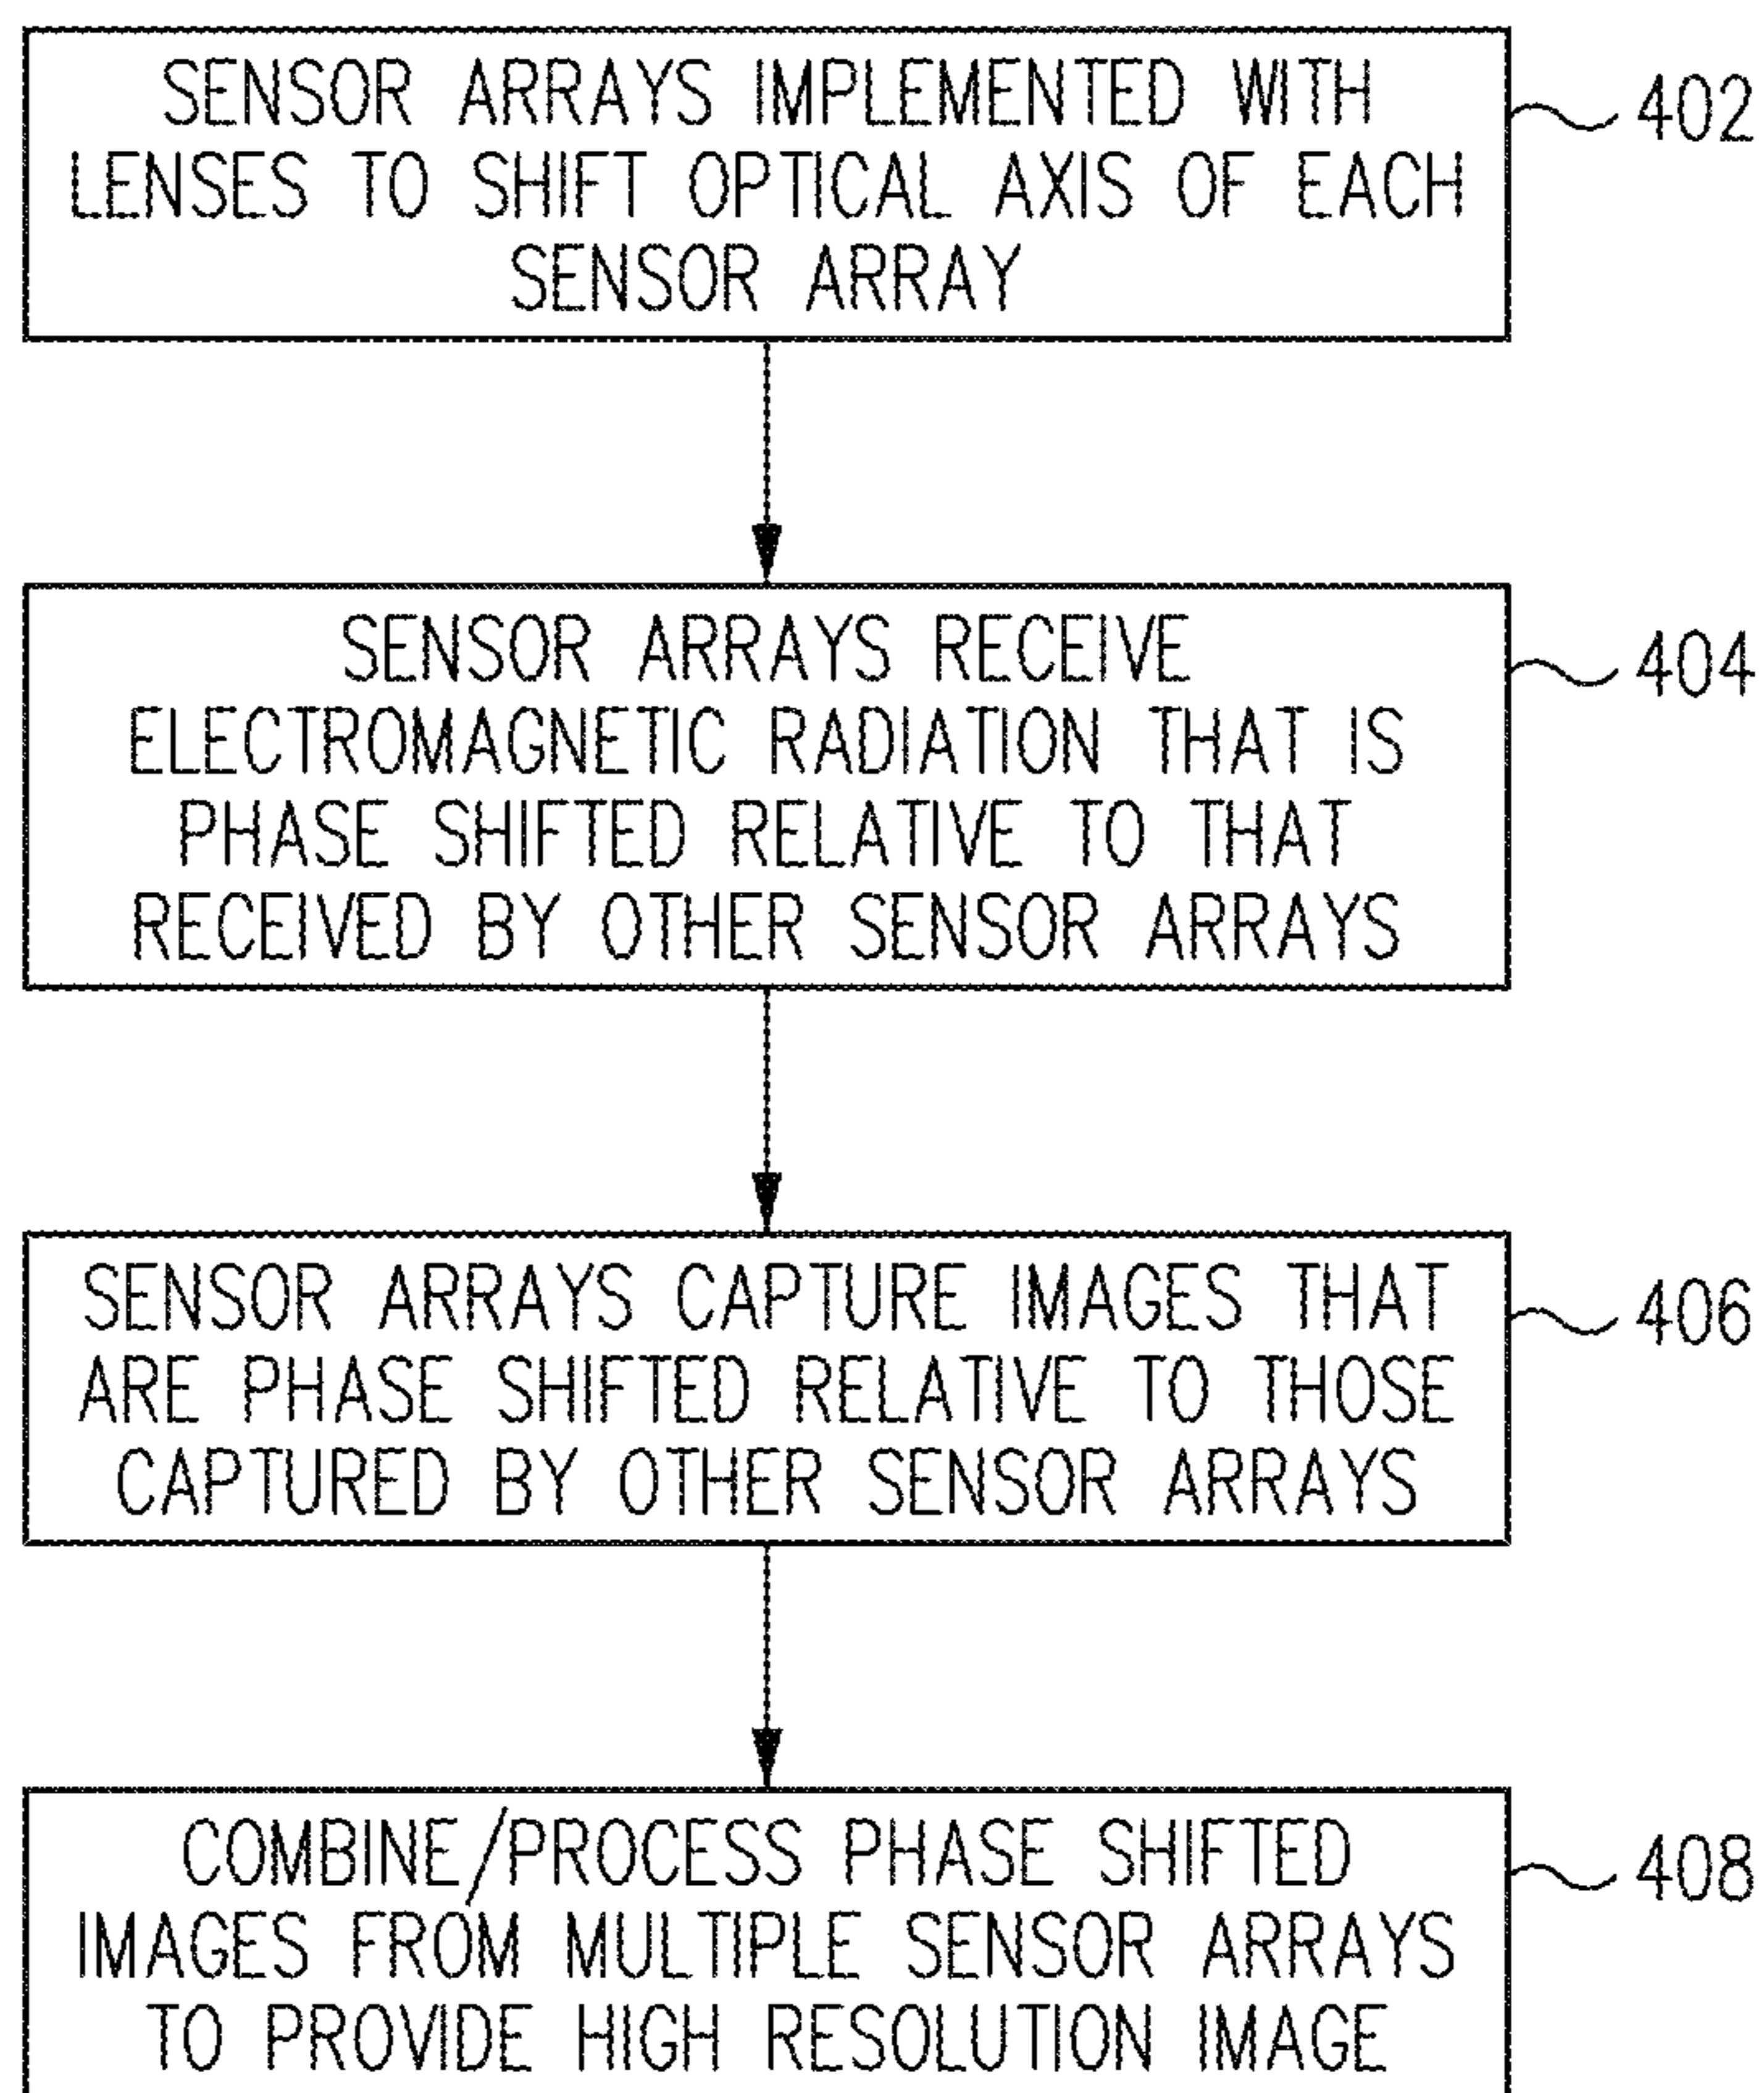 SENSOR ARRAYS IMPLEMENTED WITH
LENSES TO SHIFT OPTICAL AXIS OF EACH
SENSOR ARRAY
402
SENSOR ARRAYS RECEIVE
ELECTROMAGNETIC RADIATION THAT IS
PHASE SHIFTED RELATIVE TO THAT
RECEIVED BY OTHER SENSOR ARRAYS
404
SENSOR ARRAYS CAPTURE IMAGES THAT
ARE PHASE SHIFTED RELATIVE TO THOSE
CAPTURED BY OTHER SENSOR ARRAYS
406
COMBINE/PROCESS PHASE SHIFTED
IMAGES FROM MULTIPLE SENSOR ARRAYS
TO PROVIDE HIGH RESOLUTION IMAGE
408